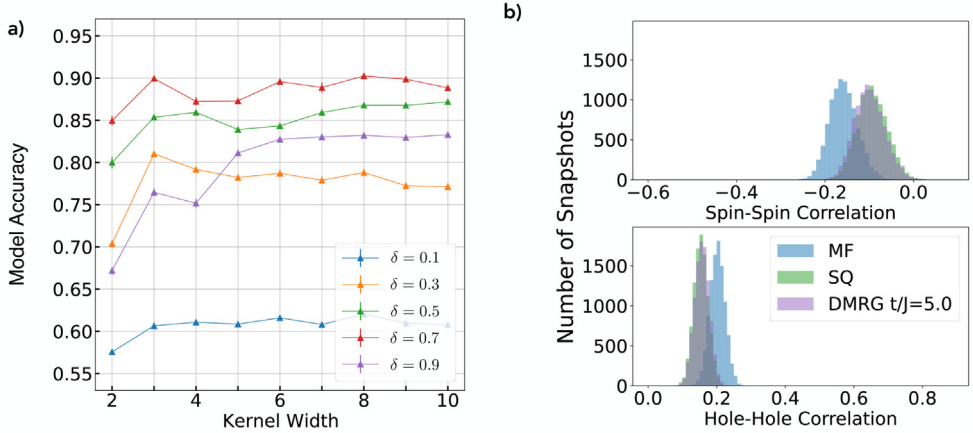 a)
0.95
0.90
0.85
0.80
0.75
0.70
0.65
0.60
0.55
Model Accuracy
2 4 6 8 10
Kernel Width
δ = 0.1
δ = 0.3
δ = 0.5
δ = 0.7
δ = 0.9
b)
Number of Snapshots
1500
1000
500
0
−0.6 −0.4 −0.2 0.0
Spin-Spin Correlation
1500
1000
500
0
0.0 0.2 0.4 0.6 0.8
Hole-Hole Correlation
MF
SQ
DMRG t/J=5.0